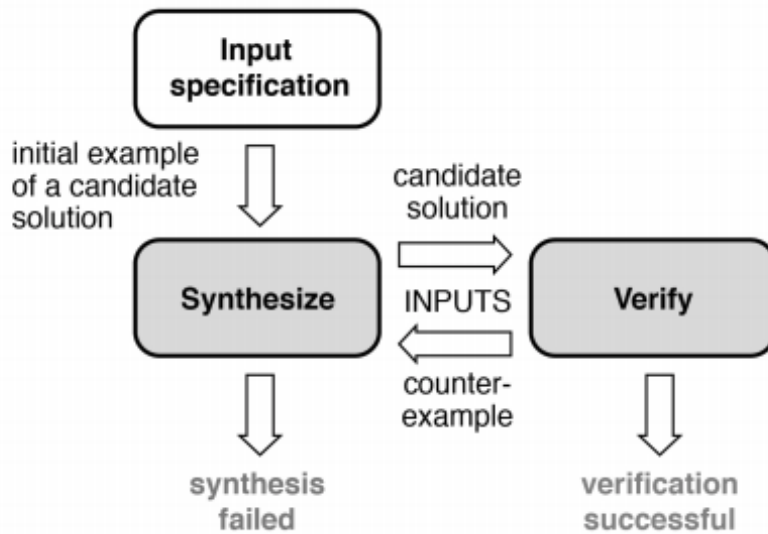 Input
specification
initial example
of a candidate
solution
candidate
solution
Synthesize
INPUTS
Verify
counter-
example
synthesis
failed
verification
successful